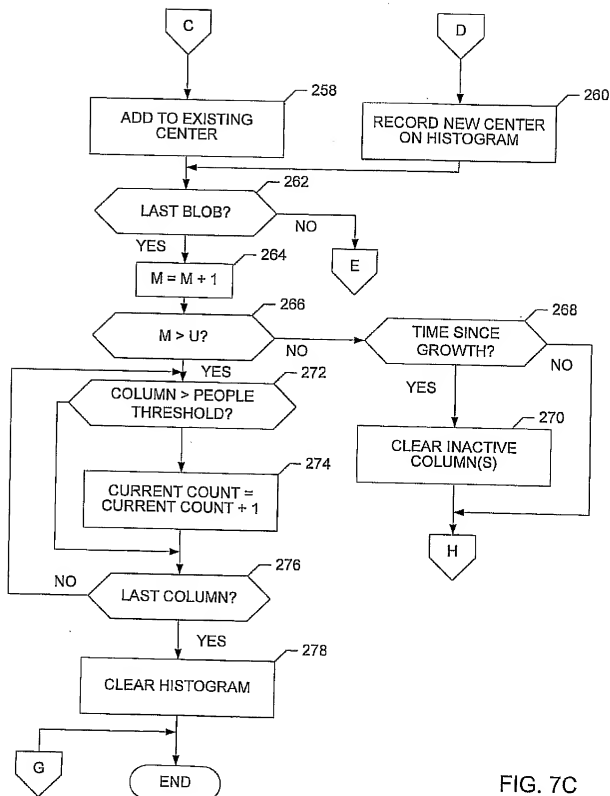 C
D
258
ADD TO EXISTING
CENTER
260
RECORD NEW CENTER
ON HISTOGRAM
262
LAST BLOB?
NO
YES
E
264
M = M + 1
266
M > U?
NO
YES
268
TIME SINCE
GROWTH?
NO
YES
272
COLUMN > PEOPLE
THRESHOLD?
270
CLEAR INACTIVE
COLUMN(S)
274
CURRENT COUNT =
CURRENT COUNT + 1
H
276
LAST COLUMN?
NO
YES
278
CLEAR HISTOGRAM
G
END
FIG. 7C